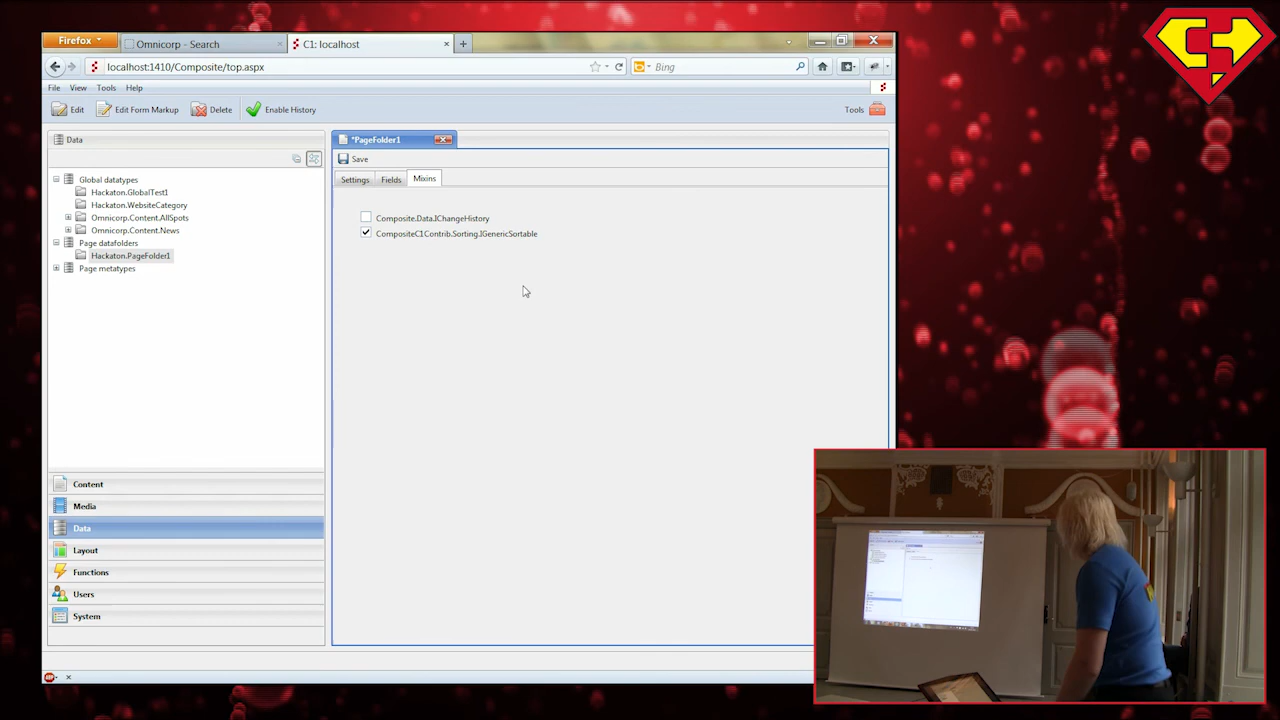 Firefox
Omnicorp - Search
C1: localhost
localhost:1410/Composite/top.aspx
Bing
File View Tools Help
Edit
Edit Form Markup
Delete
Enable History
Tools
Data
*PageFolder1
Save
Settings
Fields
Mixins
Global datatypes
Hackaton.GlobalTest1
Hackaton.WebsiteCategory
Omnicorp.Content.AllSpots
Omnicorp.Content.News
Page datafolders
Hackaton.PageFolder1
Page metatypes
Composite.Data.IChangeHistory
CompositeC1Contrib.Sorting.IGenericSortable
Content
Media
Data
Layout
Functions
Users
System
ABP